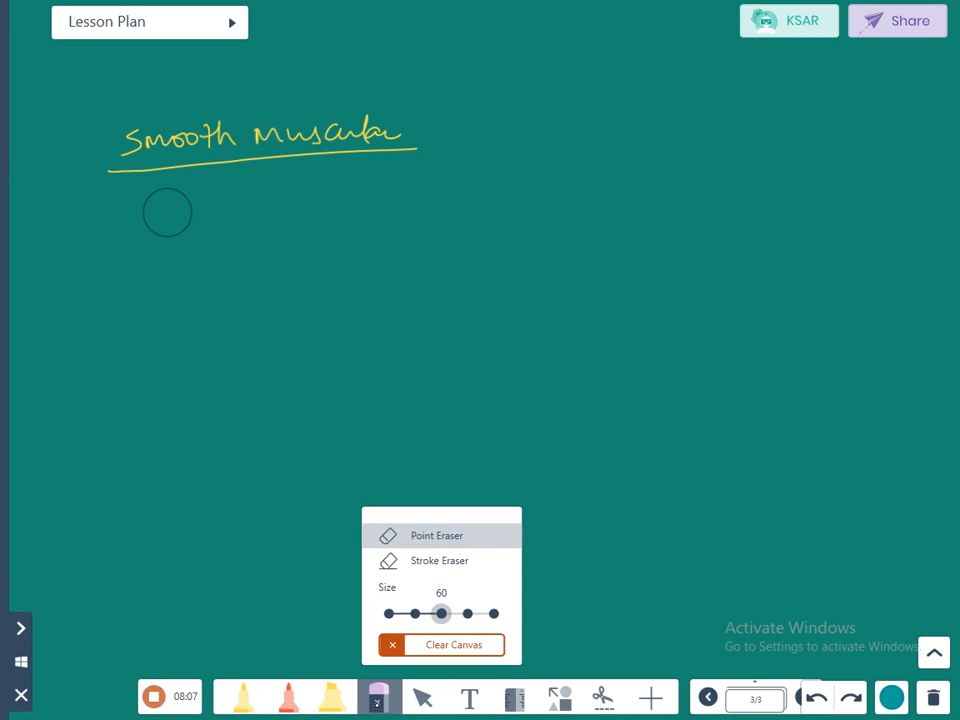 Lesson Plan
KSAR
Share
Smooth Muscular
Point Eraser
Stroke Eraser
Size
60
Clear Canvas
Activate Windows
Go to Settings to activate Windows.
08:07
T
3/3